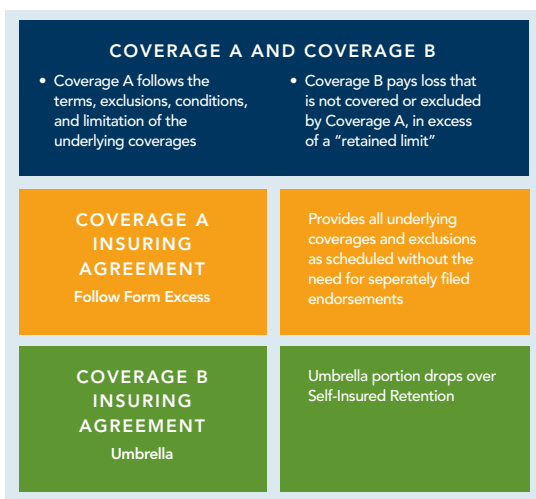 COVERAGE A AND COVERAGE B
• Coverage A follows the
terms, exclusions, conditions,
and limitation of the
underlying coverages
• Coverage B pays loss that
is not covered or excluded
by Coverage A, in excess
of a “retained limit”
COVERAGE A
INSURING
AGREEMENT
Follow Form Excess
Provides all underlying
coverages and exclusions
as scheduled without the
need for seperately filed
endorsements
COVERAGE B
INSURING
AGREEMENT
Umbrella
Umbrella portion drops over
Self-Insured Retention